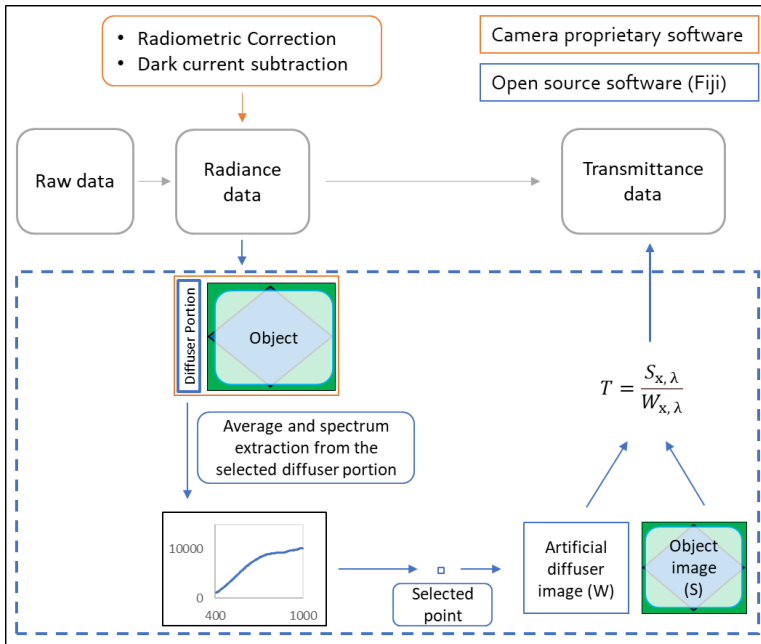 • Radiometric Correction
• Dark current subtraction
Camera proprietary software
Open source software (Fiji)
Raw data
Radiance
data
Transmittance
data
Diffuser Portion
Object
Average and spectrum
extraction from the
selected diffuser portion
T = S x, λ / W x, λ
10000
0
400
1000
Selected
point
Artificial
diffuser
image (W)
Object
image
(S)